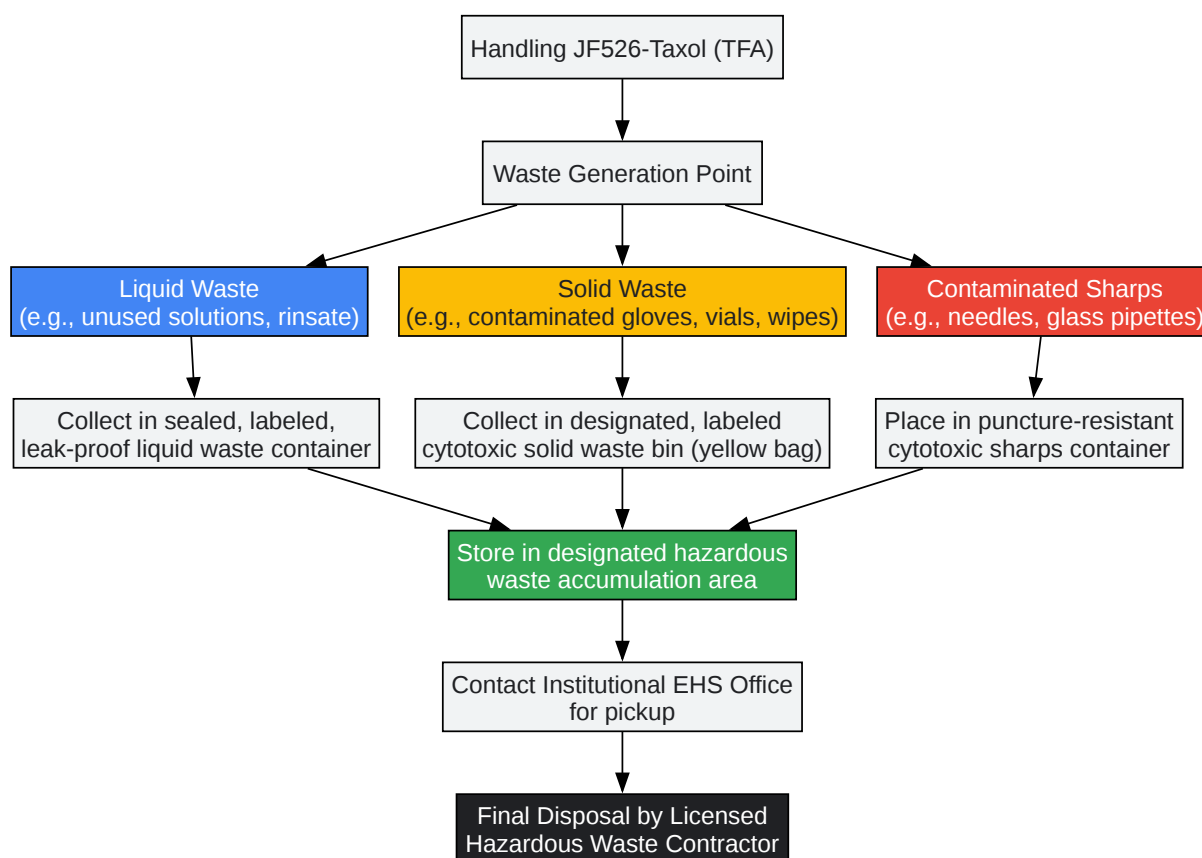 Handling JF526-Taxol (TFA)
Waste Generation Point
Liquid Waste
(e.g., unused solutions, rinsate)
Solid Waste
(e.g., contaminated gloves, vials, wipes)
Contaminated Sharps
(e.g., needles, glass pipettes)
Collect in sealed, labeled,
leak-proof liquid waste container
Collect in designated, labeled
cytotoxic solid waste bin (yellow bag)
Place in puncture-resistant
cytotoxic sharps container
Store in designated hazardous
waste accumulation area
Contact Institutional EHS Office
for pickup
Final Disposal by Licensed
Hazardous Waste Contractor